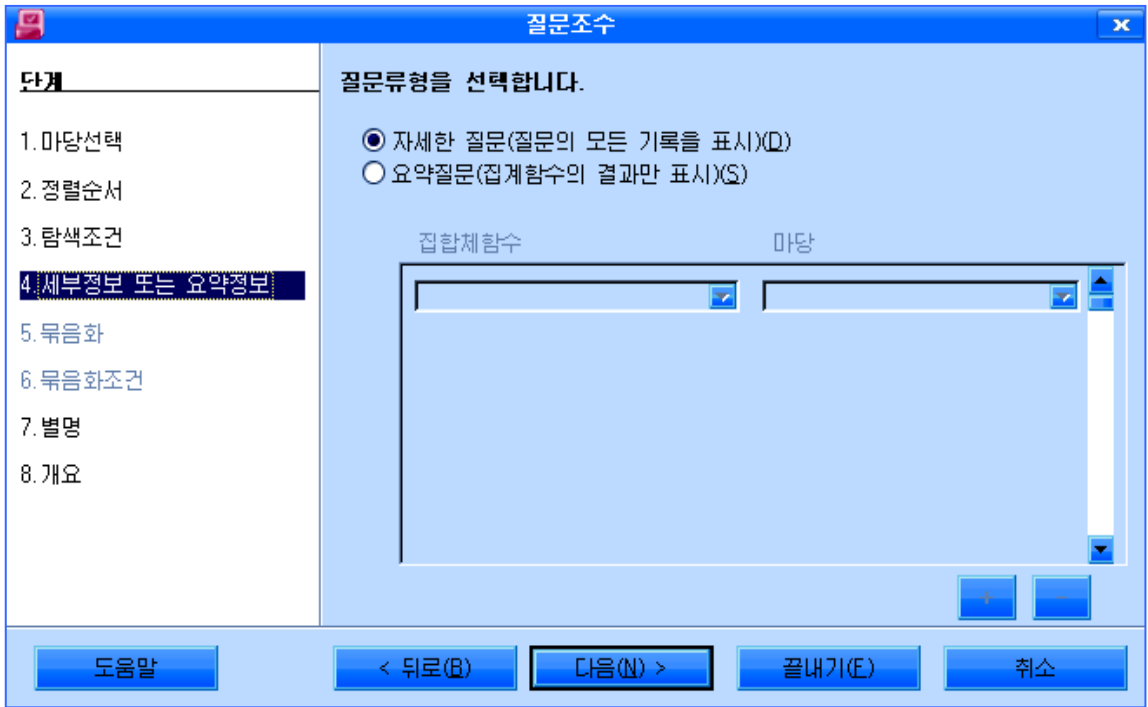 질문조수
단계
1.마당선택
2.정렬순서
3.탐색조건
4.세부정보 또는 요약정보
5.묶음화
6.묶음화조건
7.별명
8.개요
질문류형을 선택합니다.
자세한 질문(질문의 모든 기록을 표시)(D)
요약질문(집계함수의 결과만 표시)(S)
집합체함수 마당
+ -
도움말 < 뒤로(B) 다음(N) > 끝내기(F) 취소